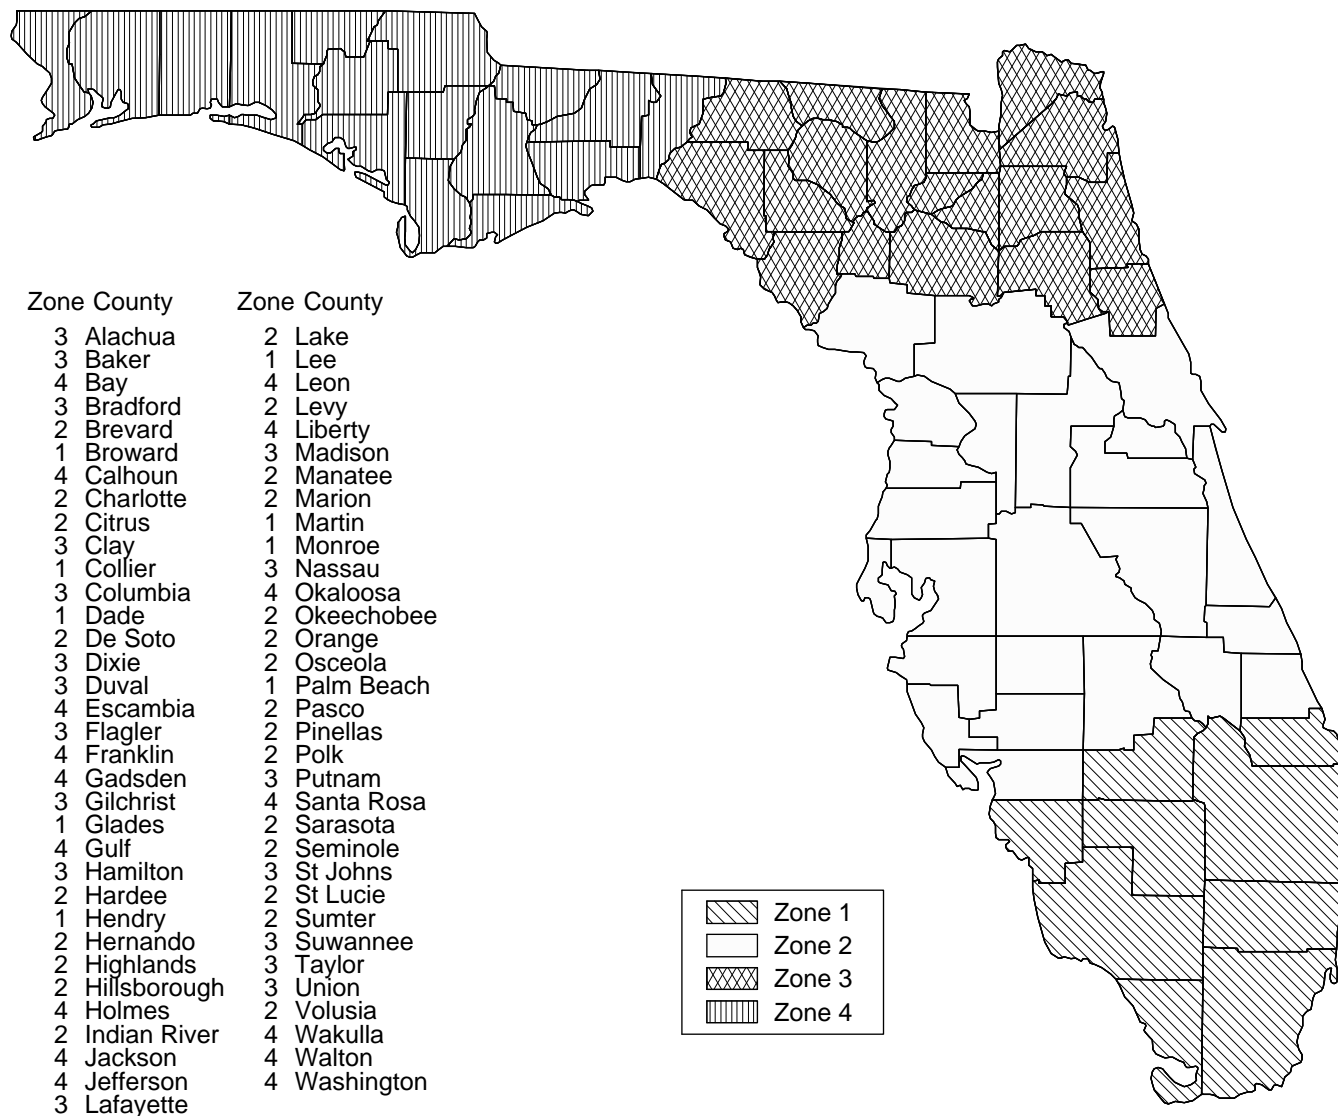 Zone County
3 Alachua
3 Baker
4 Bay
3 Bradford
2 Brevard
1 Broward
4 Calhoun
2 Charlotte
2 Citrus
3 Clay
1 Collier
3 Columbia
1 Dade
2 De Soto
3 Dixie
3 Duval
4 Escambia
3 Flagler
4 Franklin
4 Gadsden
3 Gilchrist
1 Glades
4 Gulf
3 Hamilton
2 Hardee
1 Hendry
2 Hernando
2 Highlands
2 Hillsborough
4 Holmes
2 Indian River
4 Jackson
4 Jefferson
3 Lafayette
Zone County
2 Lake
1 Lee
4 Leon
2 Levy
4 Liberty
3 Madison
2 Manatee
2 Marion
1 Martin
1 Monroe
3 Nassau
4 Okaloosa
2 Okeechobee
2 Orange
2 Osceola
1 Palm Beach
2 Pasco
2 Pinellas
2 Polk
3 Putnam
4 Santa Rosa
2 Sarasota
2 Seminole
3 St Johns
2 St Lucie
2 Sumter
3 Suwannee
3 Taylor
3 Union
2 Volusia
4 Wakulla
4 Walton
4 Washington
Zone 1
Zone 2
Zone 3
Zone 4